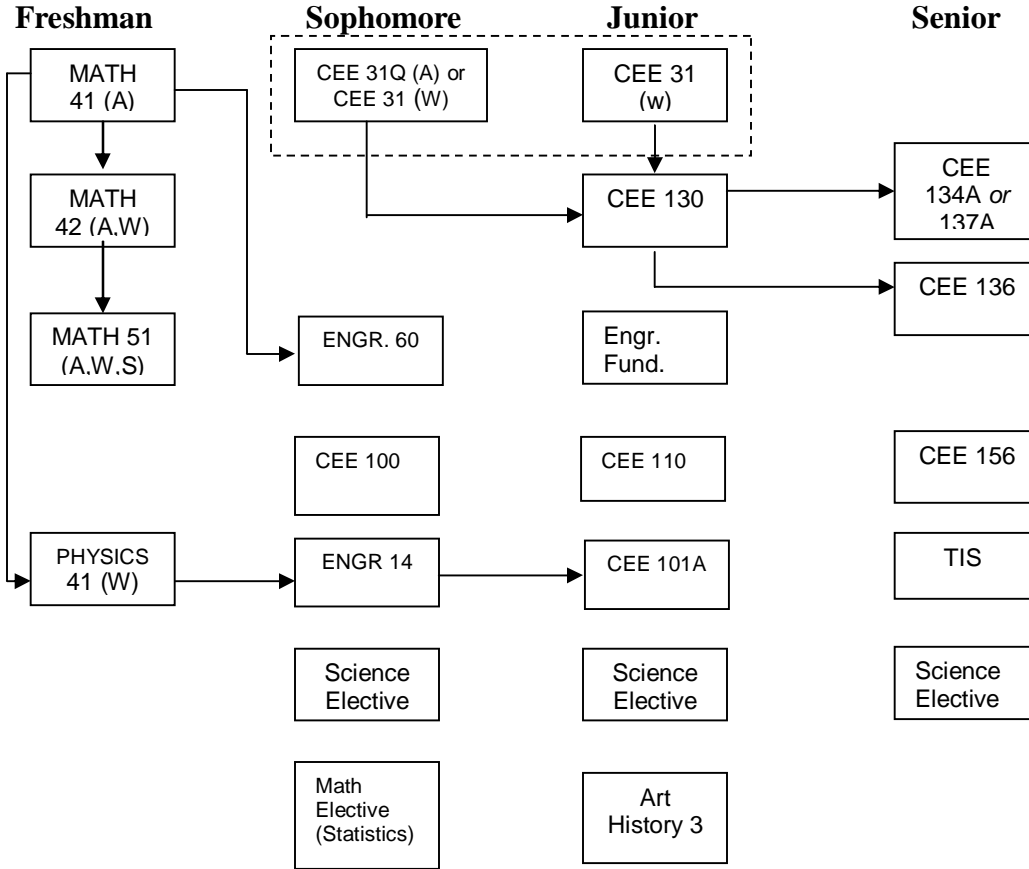 Freshman
Sophomore
Junior
Senior
MATH
41 (A)
CEE 31Q (A) or
CEE 31 (W)
CEE 31
(w)
MATH
42 (A,W)
CEE 130
CEE
134A or
137A
MATH 51
(A,W,S)
ENGR. 60
Engr.
Fund.
CEE 136
CEE 100
CEE 110
CEE 156
PHYSICS
41 (W)
ENGR 14
CEE 101A
TIS
Science
Elective
Science
Elective
Science
Elective
Math
Elective
(Statistics)
Art
History 3